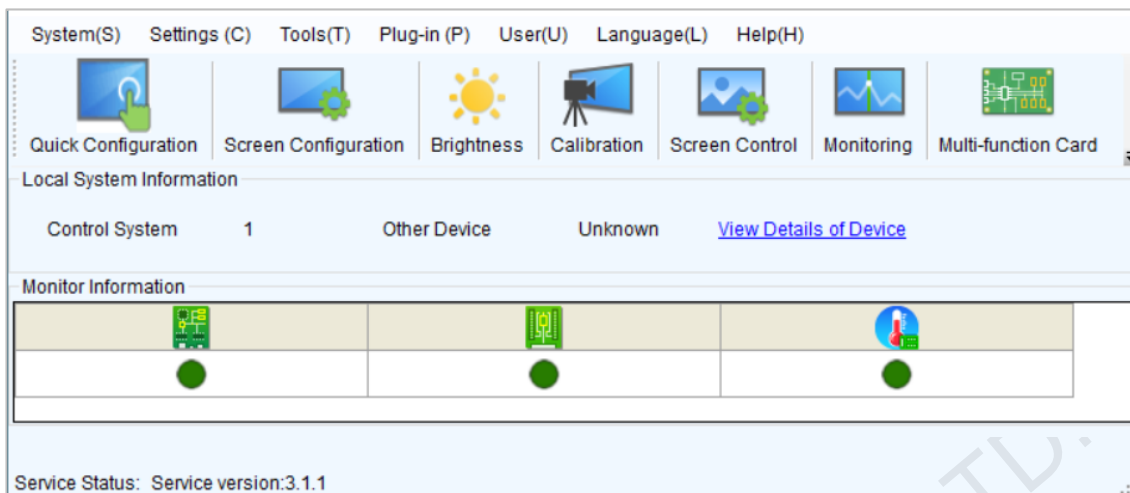 System(S) Settings (C) Tools(T) Plug-in (P) User(U) Language(L) Help(H)
Quick Configuration Screen Configuration Brightness Calibration Screen Control Monitoring Multi-function Card
Local System Information
Control System 1 Other Device Unknown View Details of Device
Monitor Information
Service Status: Service version:3.1.1
TD.